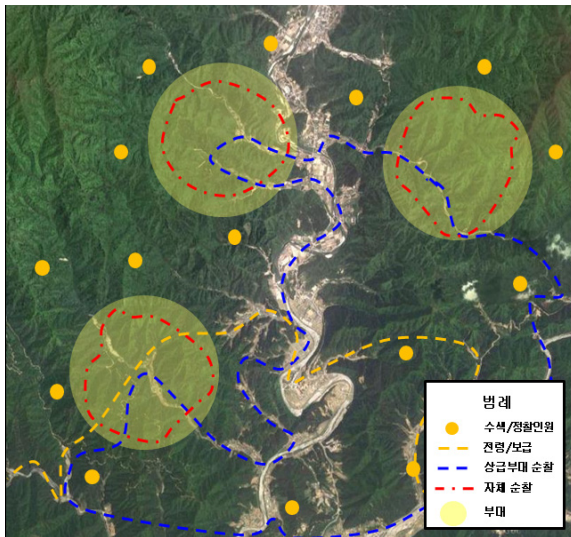 범례
수색/정찰인원
전령/보급
상급부대 순찰
자체 순찰
부대